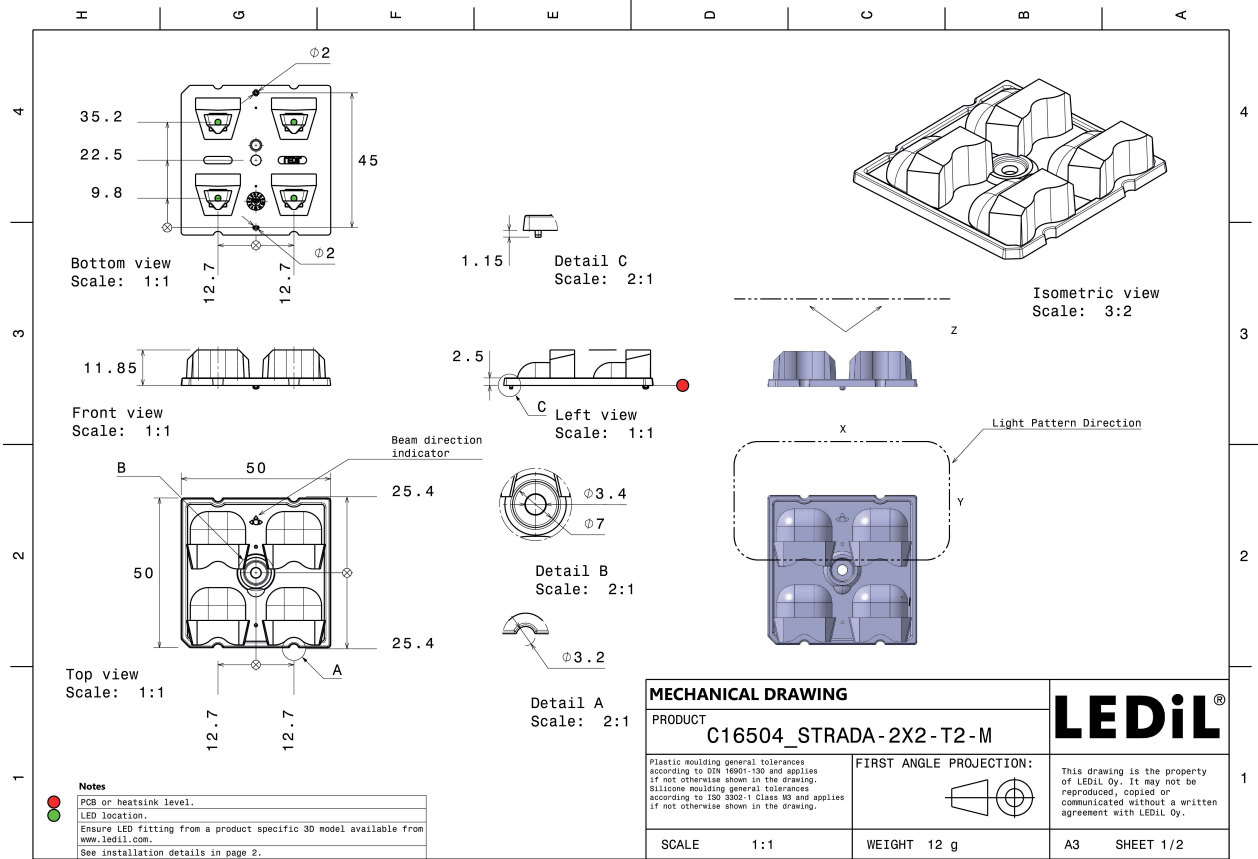 H G F E D C B A
4
4
3
3
2
2
1
1
⌀2
35.2
22.5
9.8
45
⌀2
12.7
12.7
Bottom view
Scale: 1:1
1.15
Detail C
Scale: 2:1
Isometric view
Scale: 3:2
11.85
Front view
Scale: 1:1
2.5
C
Left view
Scale: 1:1
Z
X
Light Pattern Direction
Y
Beam direction
indicator
B
50
25.4
50
25.4
A
Top view
Scale: 1:1
12.7
12.7
⌀3.4
⌀7
Detail B
Scale: 2:1
⌀3.2
Detail A
Scale: 2:1
Notes
PCB or heatsink level.
LED location.
Ensure LED fitting from a product specific 3D model available from
www.ledil.com.
See installation details in page 2.
MECHANICAL DRAWING
PRODUCT
C16504_STRADA-2X2-T2-M
LEDiL®
Plastic moulding general tolerances
according to DIN 16901-130 and applies
if not otherwise shown in the drawing.
Silicone moulding general tolerances
according to ISO 3302-1 Class M3 and applies
if not otherwise shown in the drawing.
FIRST ANGLE PROJECTION:
This drawing is the property
of LEDiL Oy. It may not be
reproduced, copied or
communicated without a written
agreement with LEDiL Oy.
SCALE 1:1
WEIGHT 12 g
A3 SHEET 1/2